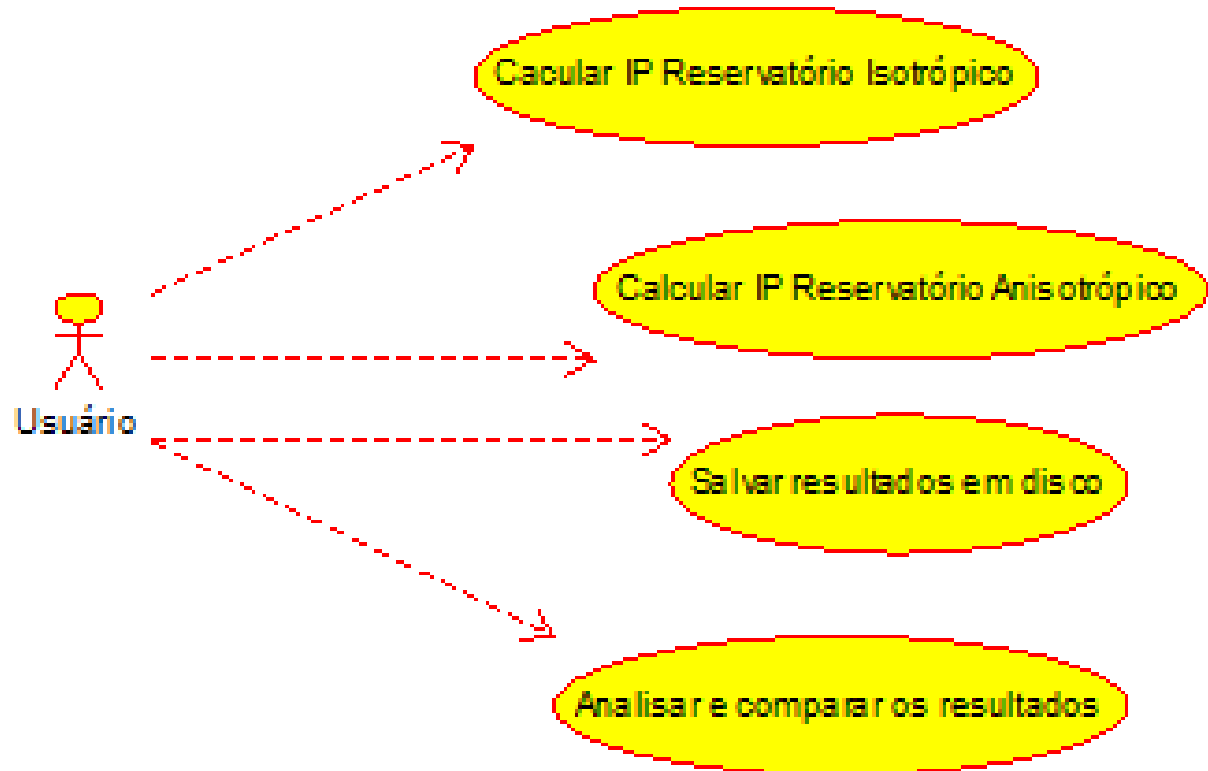 Cacular IP Reservatório Isotrópico
Calcular IP Reservatório Anisotrópico
Usuário
Salvar resultados em disco
Analisar e comparar os resultados